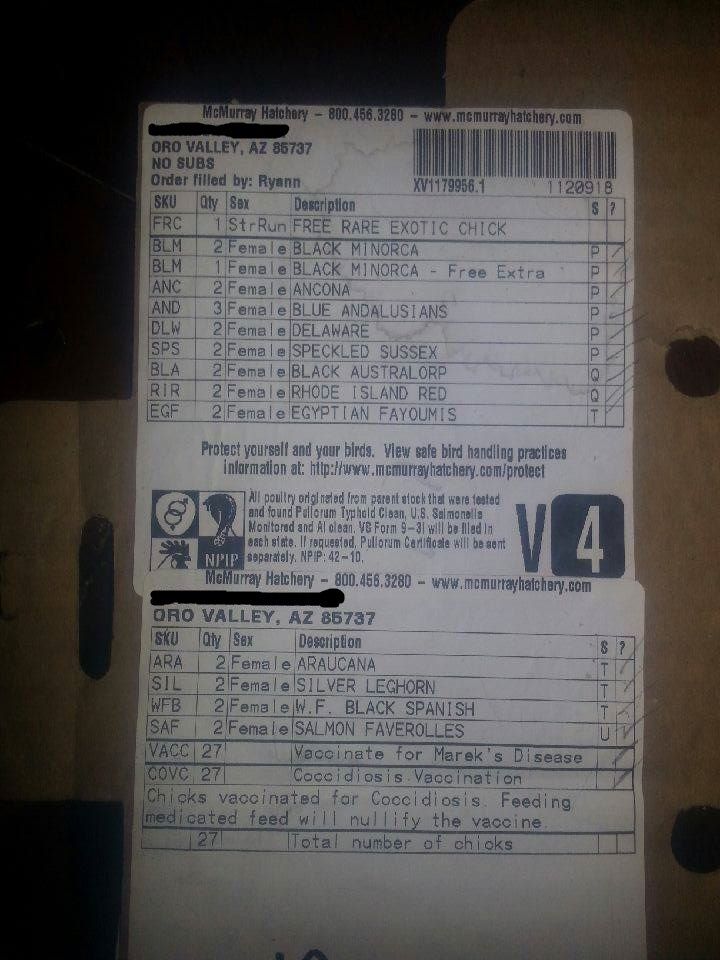 McMurray Hatchery - 800.456.3280 - www.mcmurrayhatchery.com
ORO VALLEY, AZ 85737
NO SUBS
Order filled by: Ryann XV1179956.1 1120918
SKU Qty Sex Description S ?
FRC 1 StrRun FREE RARE EXOTIC CHICK
BLM 2 Female BLACK MINORCA P
BLM 1 Female BLACK MINORCA - Free Extra P
ANC 2 Female ANCONA P
AND 3 Female BLUE ANDALUSIANS P
DLW 2 Female DELAWARE P
SPS 2 Female SPECKLED SUSSEX P
BLA 2 Female BLACK AUSTRALORP Q
RIR 2 Female RHODE ISLAND RED Q
EGF 2 Female EGYPTIAN FAYOUMIS T
Protect yourself and your birds. View safe bird handling practices
information at: http://www.mcmurrayhatchery.com/protect
All poultry originated from parent stock that were tested
and found Pullorum Typhoid Clean, U.S. Salmonella
Monitored and AI clean. VS Form 9-3I will be filed in
each state. If requested, Pullorum Certificate will be sent
separately. NPIP: 42-10.
NPIP
V 4
McMurray Hatchery - 800.456.3280 - www.mcmurrayhatchery.com
ORO VALLEY, AZ 85737
SKU Qty Sex Description S ?
ARA 2 Female ARAUCANA T
SIL 2 Female SILVER LEGHORN T
WFB 2 Female W.F. BLACK SPANISH T
SAF 2 Female SALMON FAVEROLLES U
VACC 27 Vaccinate for Marek's Disease
COVC 27 Coccidiosis Vaccination
Chicks vaccinated for Coccidiosis. Feeding
medicated feed will nullify the vaccine.
27 Total number of chicks